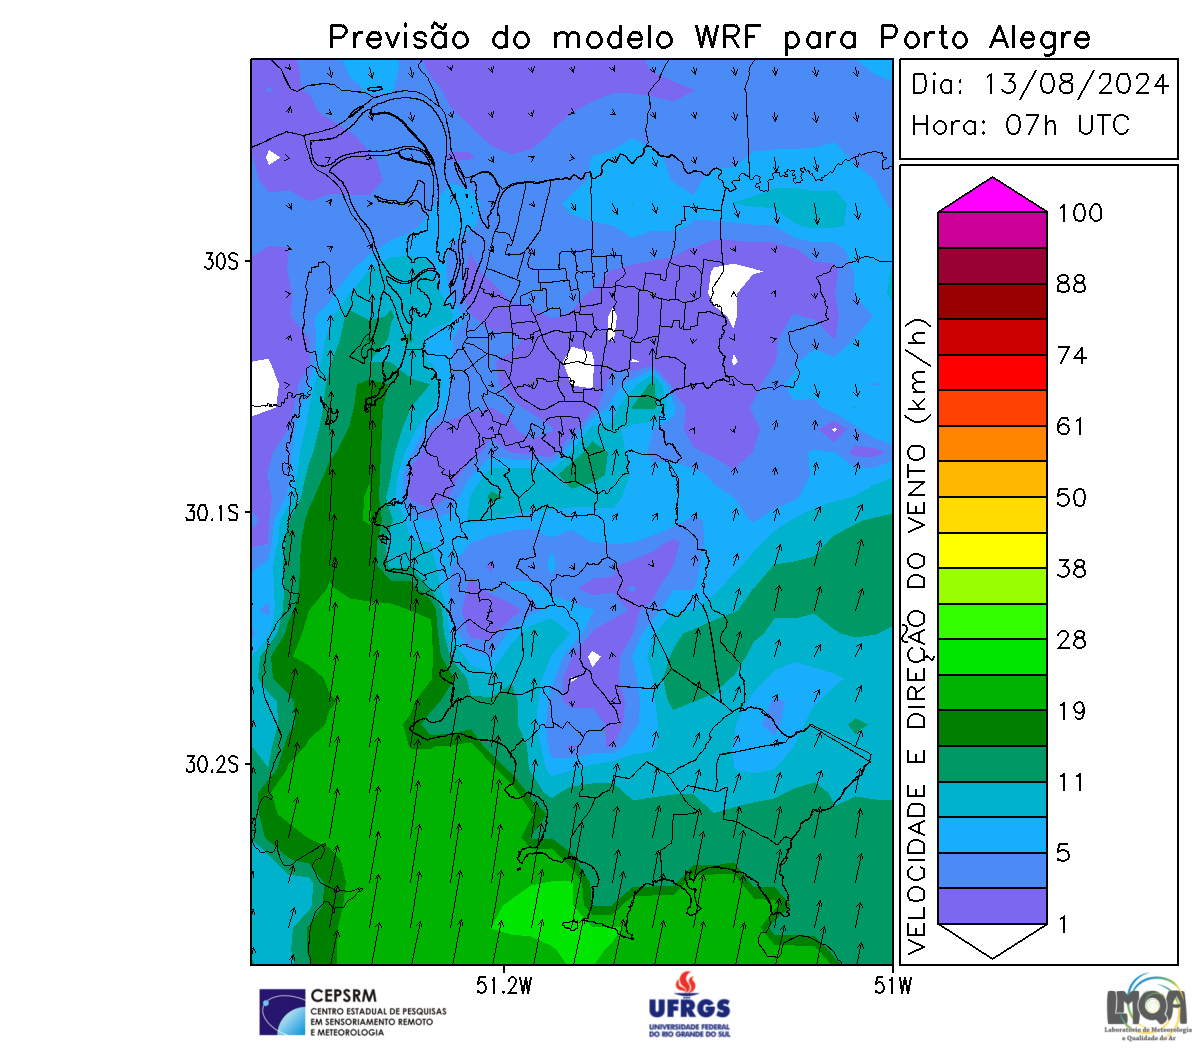 Previsão do modelo WRF para Porto Alegre
Dia: 13/08/2024
Hora: 07h UTC
VELOCIDADE E DIREÇÃO DO VENTO (km/h)
100
88
74
61
50
38
28
19
11
5
1
30S
30.1S
30.2S
51.2W
51W
CEPSRM
CENTRO ESTADUAL DE PESQUISAS
EM SENSORIAMENTO REMOTO
E METEOROLOGIA
UFRGS
UNIVERSIDADE FEDERAL
DO RIO GRANDE DO SUL
LMQA
Laboratório de Meteorologia
e Qualidade do Ar